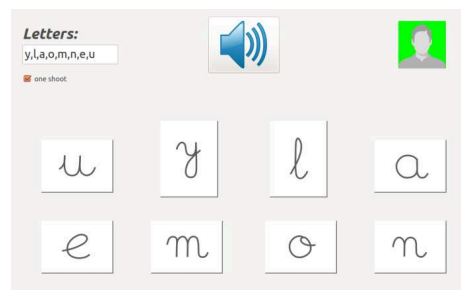 Letters:
y,l,a,o,m,n,e,u
one shoot
u y l a
e m o n